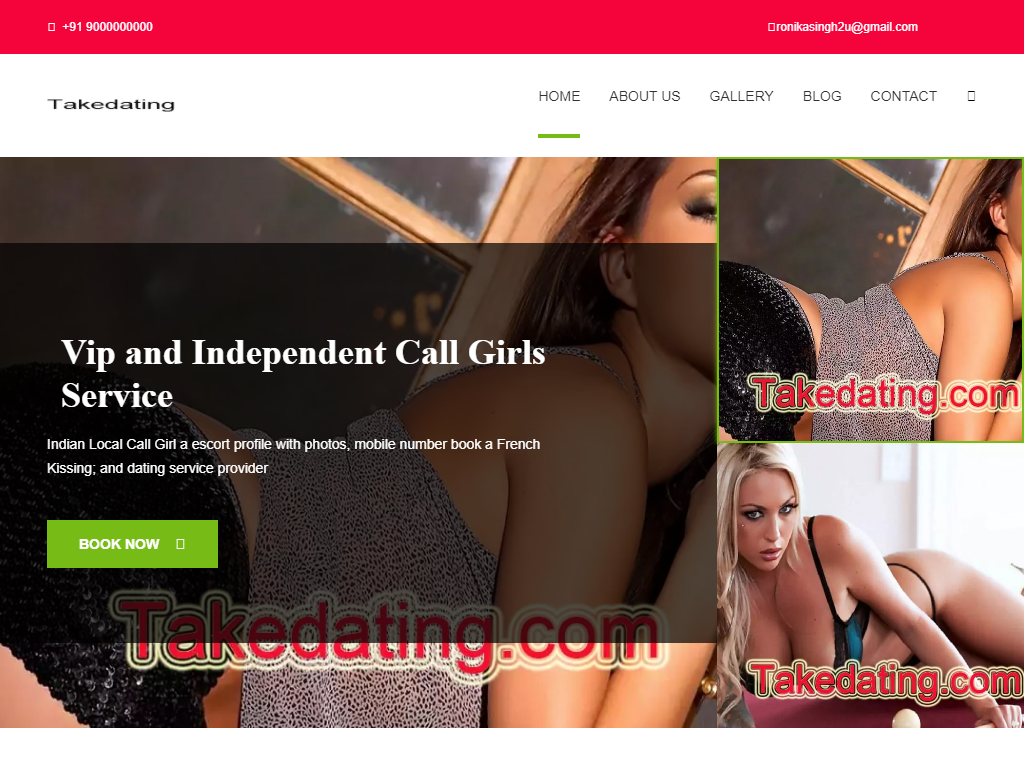 +91 9000000000
ronikasingh2u@gmail.com
Takedating
HOME ABOUT US GALLERY BLOG CONTACT
Vip and Independent Call Girls
Service
Indian Local Call Girl a escort profile with photos, mobile number book a French
Kissing; and dating service provider
BOOK NOW
Takedating.com
Takedating.com
Takedating.com